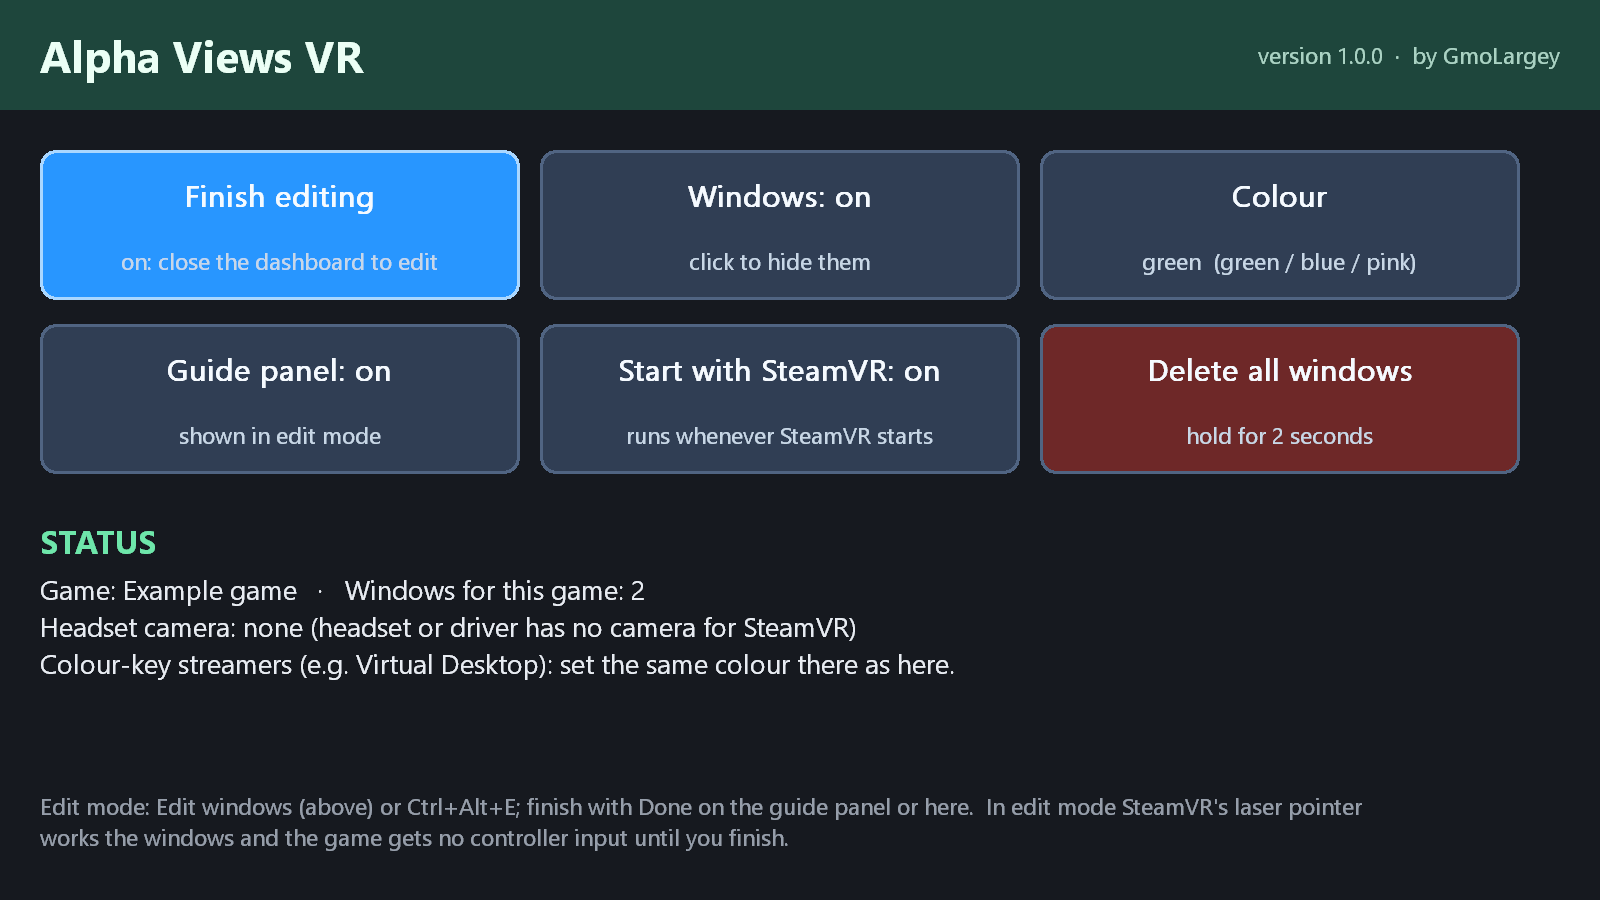 Alpha Views VR
version 1.0.0 · by GmoLargey
Finish editing
on: close the dashboard to edit
Windows: on
click to hide them
Colour
green (green / blue / pink)
Guide panel: on
shown in edit mode
Start with SteamVR: on
runs whenever SteamVR starts
Delete all windows
hold for 2 seconds
STATUS
Game: Example game · Windows for this game: 2
Headset camera: none (headset or driver has no camera for SteamVR)
Colour-key streamers (e.g. Virtual Desktop): set the same colour there as here.
Edit mode: Edit windows (above) or Ctrl+Alt+E; finish with Done on the guide panel or here. In edit mode SteamVR's laser pointer
works the windows and the game gets no controller input until you finish.